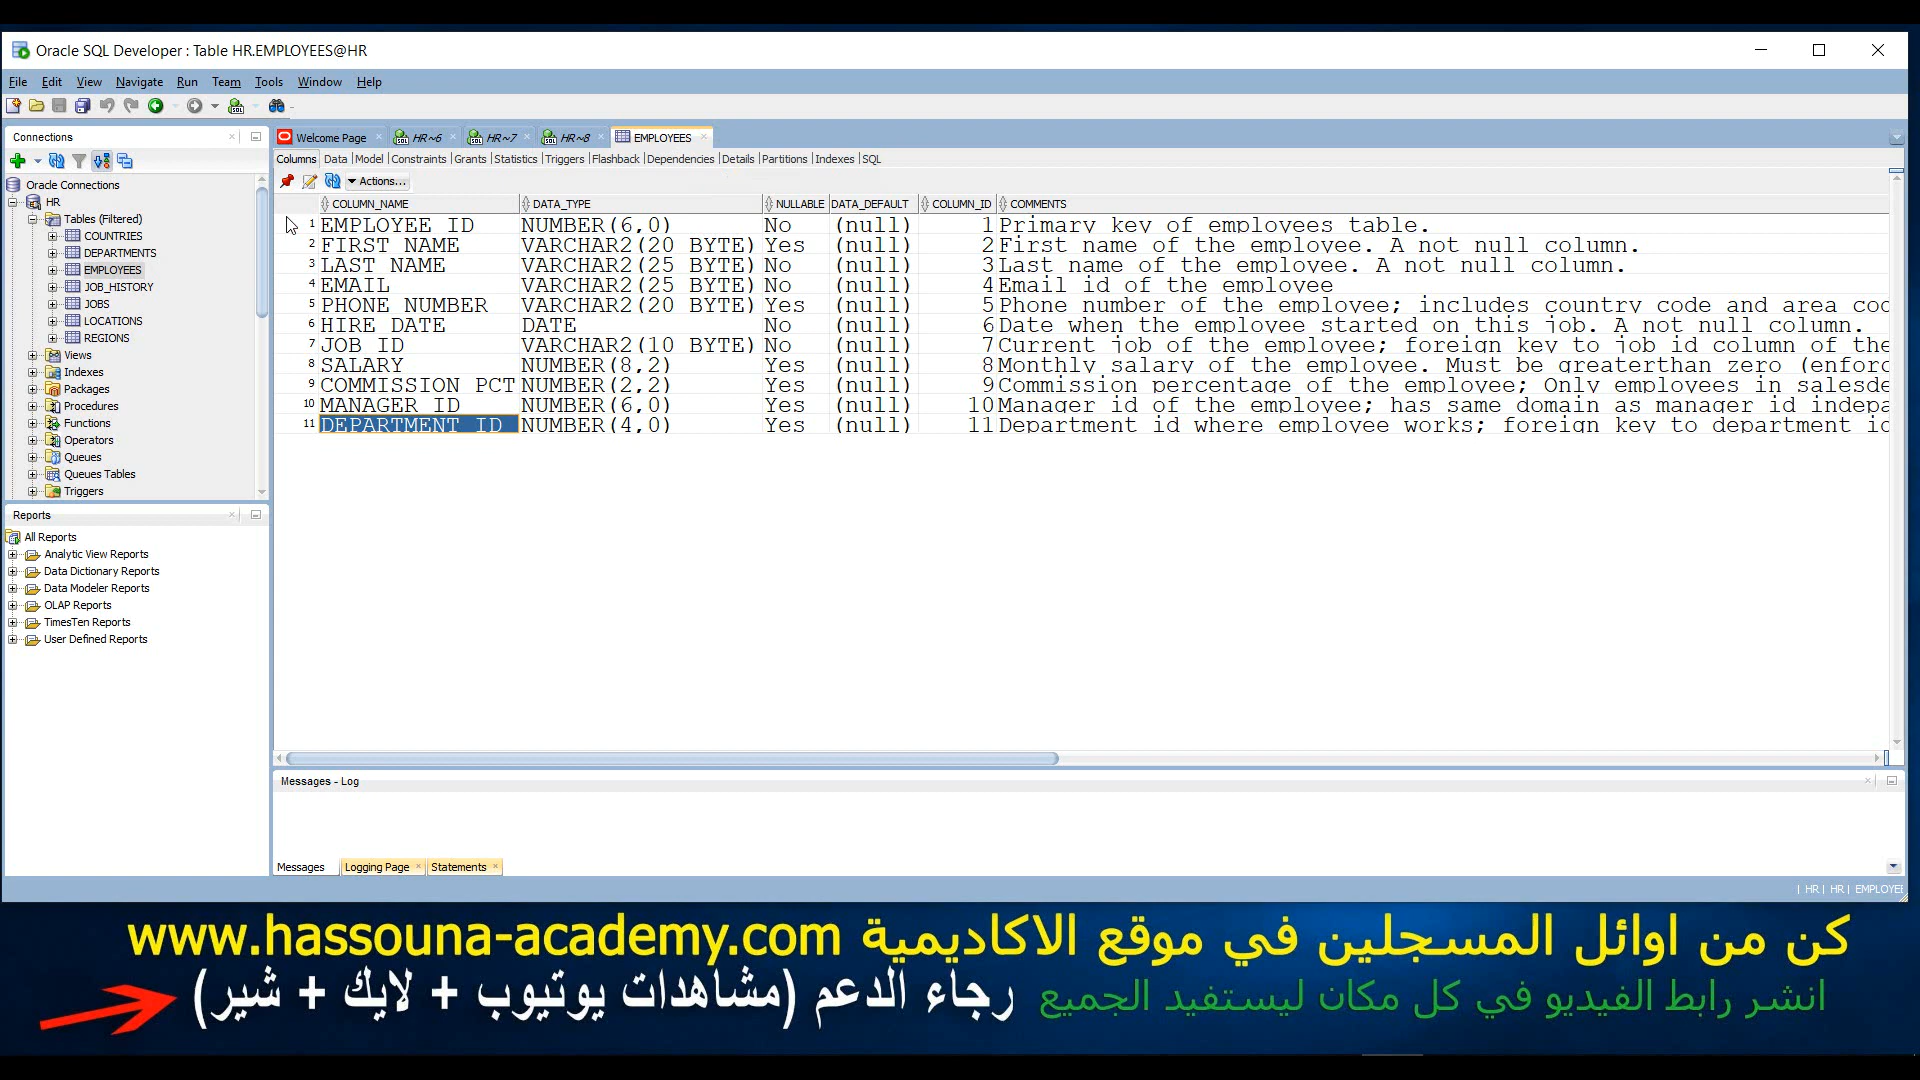 Oracle SQL Developer : Table HR.EMPLOYEES@HR
File Edit View Navigate Run Team Tools Window Help
Connections
Oracle Connections
HR
Tables (Filtered)
COUNTRIES
DEPARTMENTS
EMPLOYEES
JOB_HISTORY
JOBS
LOCATIONS
REGIONS
Views
Indexes
Packages
Procedures
Functions
Operators
Queues
Queues Tables
Triggers
Reports
All Reports
Analytic View Reports
Data Dictionary Reports
Data Modeler Reports
OLAP Reports
TimesTen Reports
User Defined Reports
Welcome Page HR~6 HR~7 HR~8 EMPLOYEES
Columns Data Model Constraints Grants Statistics Triggers Flashback Dependencies Details Partitions Indexes SQL
Actions...
COLUMN_NAME DATA_TYPE NULLABLE DATA_DEFAULT COLUMN_ID COMMENTS
1 EMPLOYEE_ID NUMBER(6,0) No (null) 1 Primary key of employees table.
2 FIRST_NAME VARCHAR2(20 BYTE) Yes (null) 2 First name of the employee. A not null column.
3 LAST_NAME VARCHAR2(25 BYTE) No (null) 3 Last name of the employee. A not null column.
4 EMAIL VARCHAR2(25 BYTE) No (null) 4 Email id of the employee
5 PHONE_NUMBER VARCHAR2(20 BYTE) Yes (null) 5 Phone number of the employee; includes country code and area cod
6 HIRE_DATE DATE No (null) 6 Date when the employee started on this job. A not null column.
7 JOB_ID VARCHAR2(10 BYTE) No (null) 7 Current job of the employee; foreign key to job_id column of the
8 SALARY NUMBER(8,2) Yes (null) 8 Monthly salary of the employee. Must be greaterthan zero (enforc
9 COMMISSION_PCT NUMBER(2,2) Yes (null) 9 Commission percentage of the employee; Only employees in salesde
10 MANAGER_ID NUMBER(6,0) Yes (null) 10 Manager id of the employee; has same domain as manager_id indepa
11 DEPARTMENT_ID NUMBER(4,0) Yes (null) 11 Department id where employee works; foreign key to department_id
Messages - Log
Messages Logging Page Statements
| HR | HR | EMPLOYEE
كن من اوائل المسجلين في موقع الاكاديمية www.hassouna-academy.com
انشر رابط الفيديو في كل مكان ليستفيد الجميع رجاء الدعم (مشاهدات يوتيوب + لايك + شير)